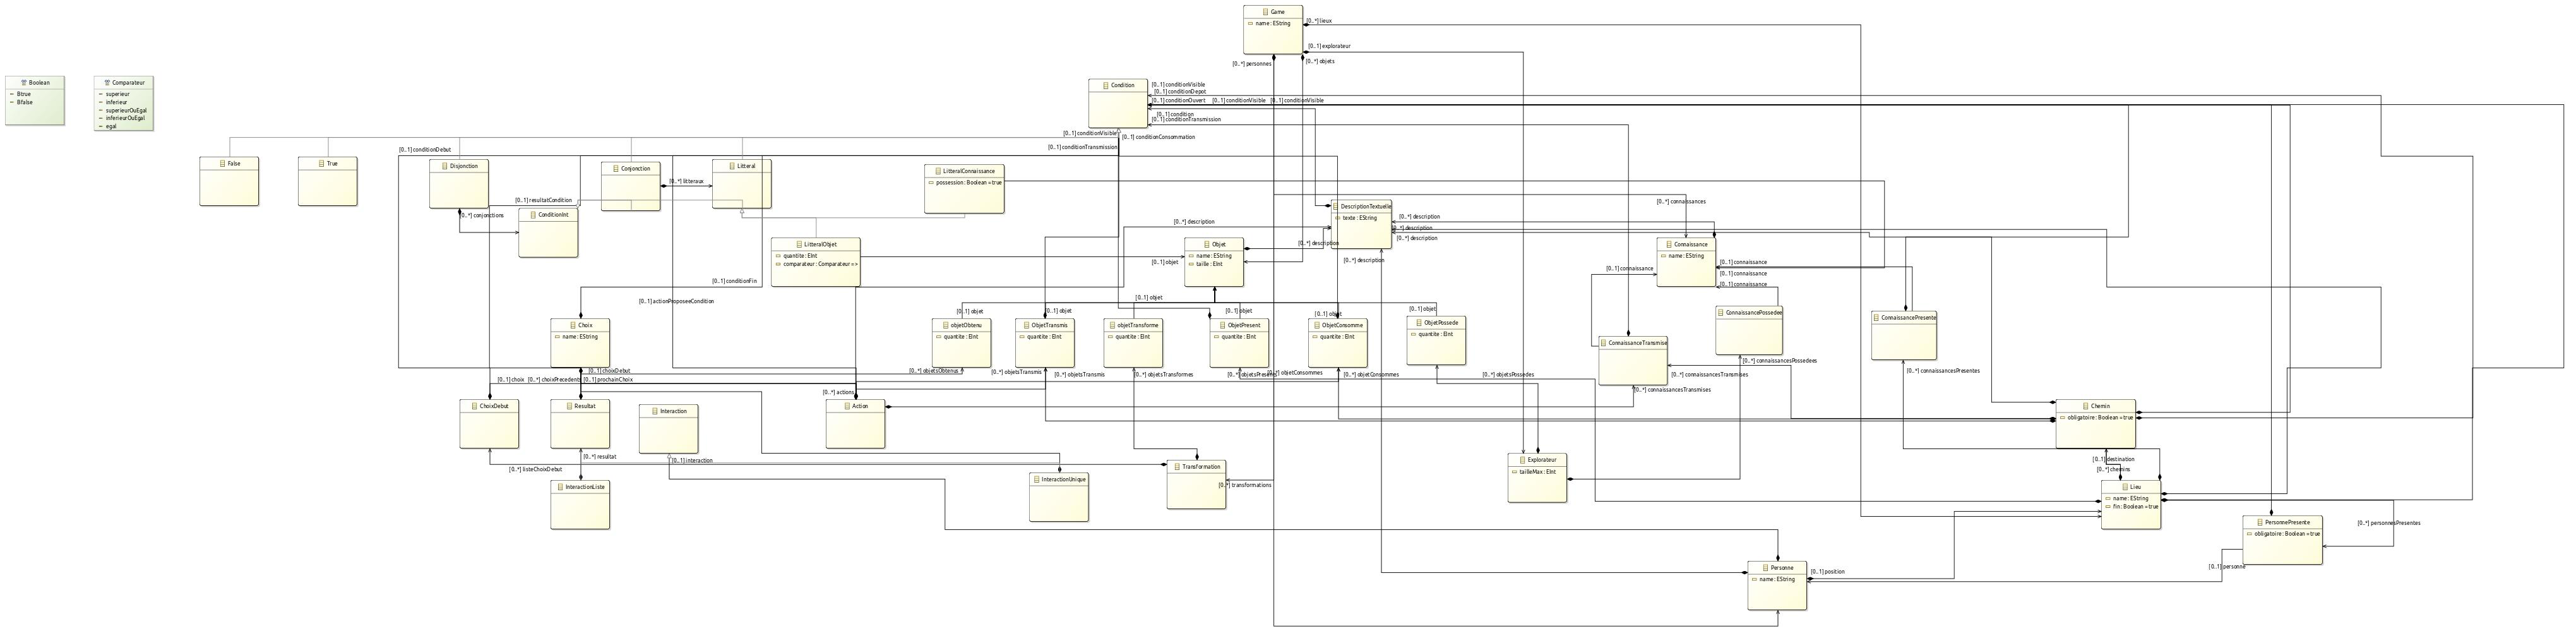 Game
name : EString
[0..*] lieux
[0..1] explorateur
[0..*] personnes
[0..*] objets
Boolean
Btrue
Bfalse
Comparateur
superieur
inferieur
superieurOuEgal
inferieurOuEgal
egal
Condition
[0..1] conditionVisible
[0..1] conditionDepot
[0..1] conditionOuvert
[0..1] conditionVisible
[0..1] conditionVisible
[0..1] condition
[0..1] conditionTransmission
[0..1] conditionVisible
[0..1] conditionConsommation
[0..1] conditionDebut
[0..1] conditionTransmission
False
True
Disjonction
Conjonction
[0..*] litteraux
Litteral
LitteralConnaissance
possession : Boolean = true
[0..1] resultatCondition
[0..*] conjonctions
ConditionInt
[0..*] connaissances
DescriptionTextuelle
texte : EString
[0..*] description
[0..*] description
[0..*] description
[0..*] description
[0..*] description
[0..*] description
LitteralObjet
quantite : EInt
comparateur : Comparateur =>
[0..1] objet
Objet
name : EString
taille : EInt
Connaissance
name : EString
[0..1] connaissance
[0..1] connaissance
[0..1] connaissance
[0..1] connaissance
[0..1] conditionFin
[0..1] actionProposeeCondition
[0..1] objet
[0..1] objet
[0..1] objet
[0..1] objet
[0..1] objet
[0..1] objet
Choix
name : EString
objetObtenu
quantite : EInt
ObjetTransmis
quantite : EInt
objetTransforme
quantite : EInt
ObjetPresent
quantite : EInt
ObjetConsomme
quantite : EInt
ObjetPossede
quantite : EInt
ConnaissanceTransmise
ConnaissancePossedee
ConnaissancePresente
[0..1] choixDebut
[0..*] objetsObtenus
[0..*] objetsTransmis
[0..*] objetsTransmis
[0..*] objetsTransformes
[0..*] objetsPresents
[0..*] objetConsommes
[0..*] objetConsommes
[0..*] objetsPossedes
[0..*] connaissancesTransmises
[0..*] connaissancesPossedees
[0..*] connaissancesPresentes
[0..1] choix
[0..*] choixPrecedents
[0..1] prochainChoix
[0..*] actions
[0..*] connaissancesTransmises
ChoixDebut
Resultat
Interaction
Action
Chemin
obligatoire : Boolean = true
[0..*] resultat
[0..1] interaction
[0..*] listeChoixDebut
InteractionListe
InteractionUnique
Transformation
[0..*] transformations
Explorateur
tailleMax : EInt
[0..1] destination
[0..*] chemins
Lieu
name : EString
fin : Boolean = true
PersonnePresente
obligatoire : Boolean = true
[0..*] personnesPresentes
[0..1] personne
Personne
name : EString
[0..1] position